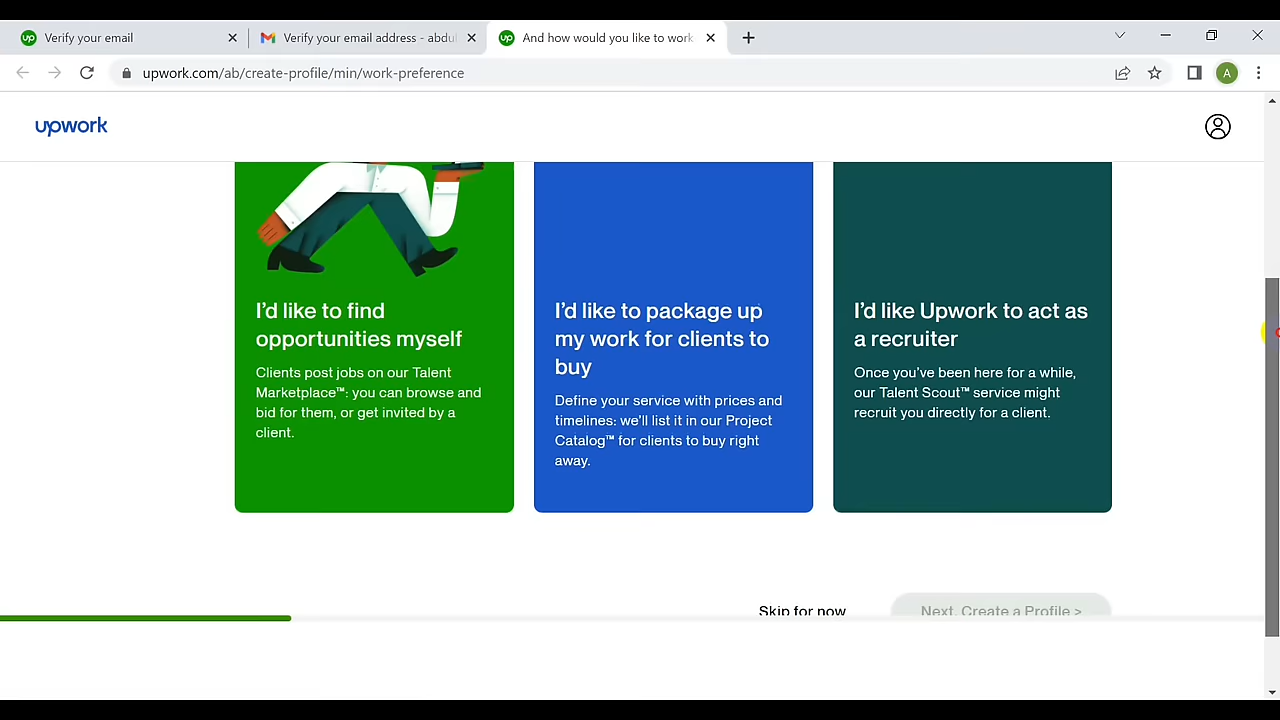 up Verify your email
Verify your email address - abdul
up And how would you like to work
upwork.com/ab/create-profile/min/work-preference
A
upwork
I'd like to find
opportunities myself
Clients post jobs on our Talent
Marketplace™: you can browse and
bid for them, or get invited by a
client.
I'd like to package up
my work for clients to
buy
Define your service with prices and
timelines: we'll list it in our Project
Catalog™ for clients to buy right
away.
I'd like Upwork to act as
a recruiter
Once you've been here for a while,
our Talent Scout™ service might
recruit you directly for a client.
Skip for now
Next, Create a Profile >